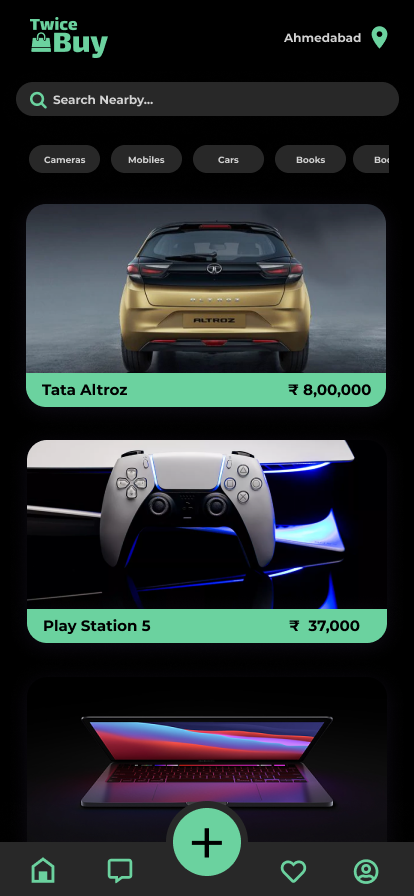 Twice
Buy
Ahmedabad
Search Nearby...
Cameras
Mobiles
Cars
Books
Boo
ALTROZ
Tata Altroz
₹ 8,00,000
Play Station 5
₹ 37,000